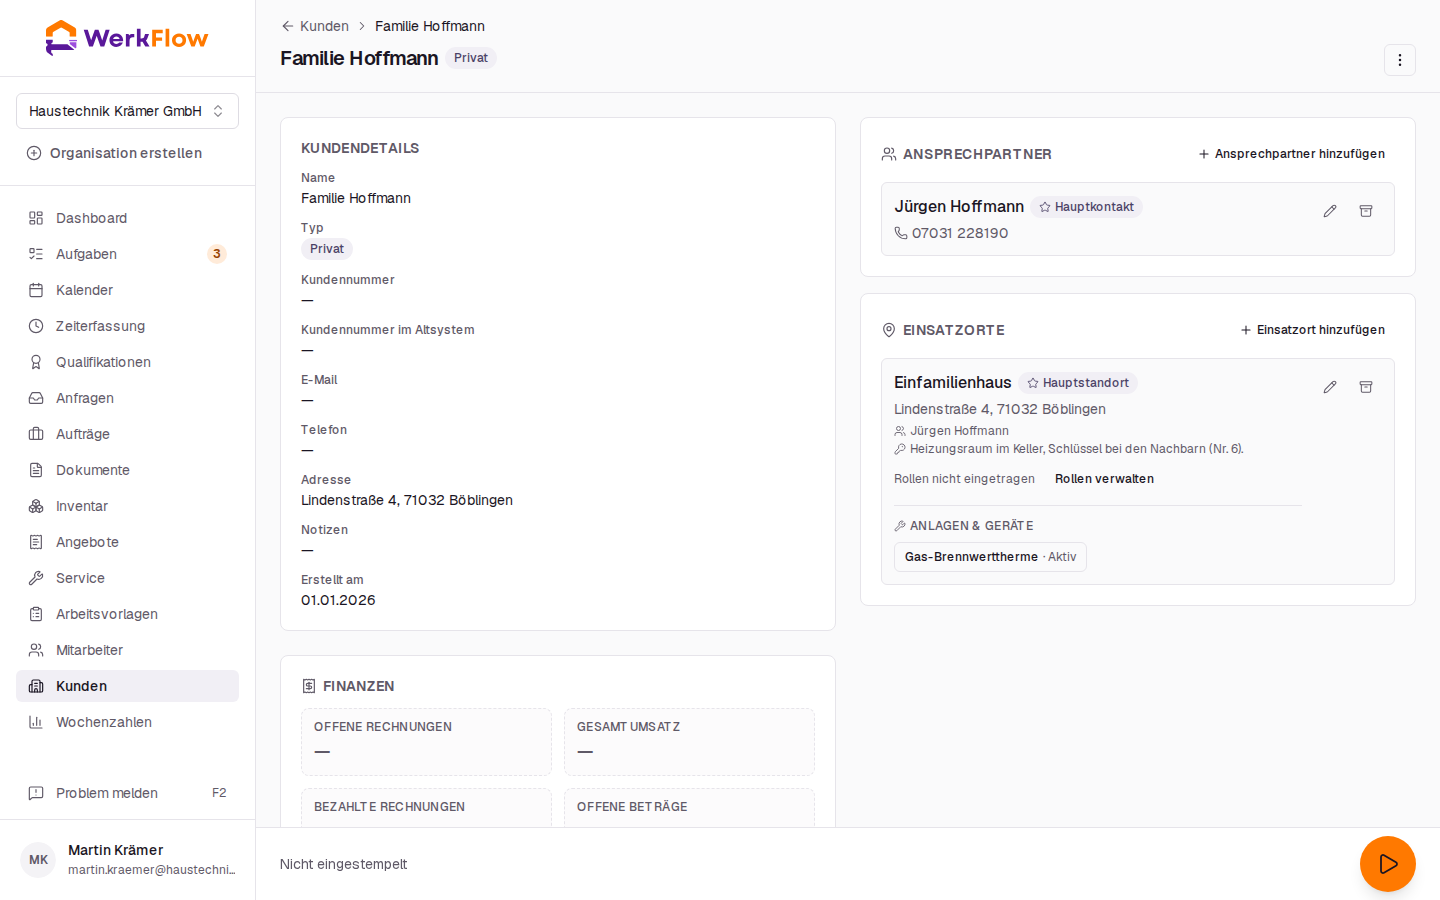 WerkFlow
Haustechnik Krämer GmbH
Organisation erstellen
Dashboard
Aufgaben 3
Kalender
Zeiterfassung
Qualifikationen
Anfragen
Aufträge
Dokumente
Inventar
Angebote
Service
Arbeitsvorlagen
Mitarbeiter
Kunden
Wochenzahlen
Problem melden F2
MK
Martin Krämer
martin.kraemer@haustechni...
Kunden > Familie Hoffmann
Familie Hoffmann Privat
KUNDENDETAILS
Name
Familie Hoffmann
Typ
Privat
Kundennummer
—
Kundennummer im Altsystem
—
E-Mail
—
Telefon
—
Adresse
Lindenstraße 4, 71032 Böblingen
Notizen
—
Erstellt am
01.01.2026
FINANZEN
OFFENE RECHNUNGEN
—
GESAMTUMSATZ
—
BEZAHLTE RECHNUNGEN
OFFENE BETRÄGE
ANSPRECHPARTNER
Ansprechpartner hinzufügen
Jürgen Hoffmann Hauptkontakt
07031 228190
EINSATZORTE
Einsatzort hinzufügen
Einfamilienhaus Hauptstandort
Lindenstraße 4, 71032 Böblingen
Jürgen Hoffmann
Heizungsraum im Keller, Schlüssel bei den Nachbarn (Nr. 6).
Rollen nicht eingetragen Rollen verwalten
ANLAGEN & GERÄTE
Gas-Brennwerttherme · Aktiv
Nicht eingestempelt